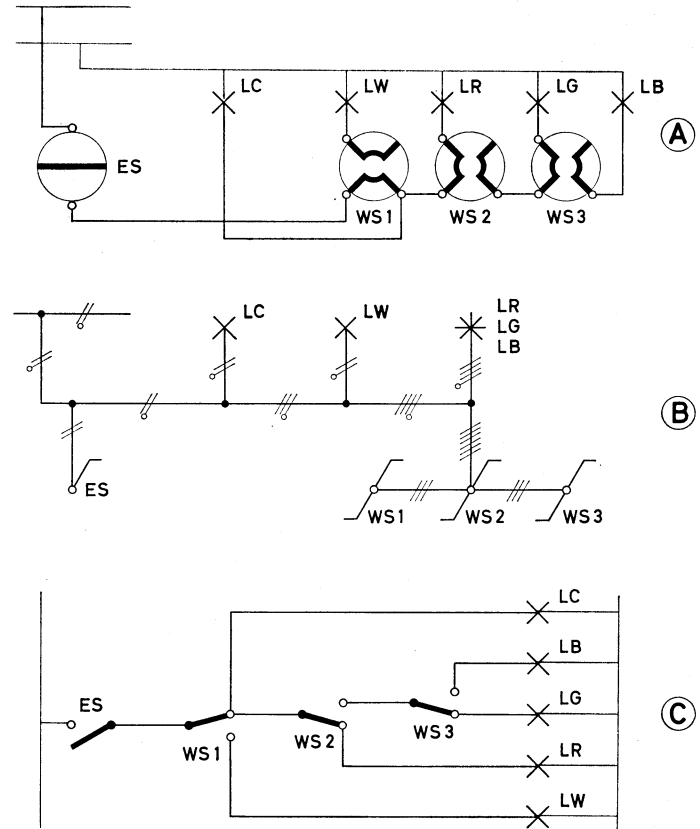 LC LW LR LG LB
A
ES
WS1 WS2 WS3
LC LW LR
LG
LB
B
ES WS1 WS2 WS3
LC
LB
ES LG
C
WS1 WS2 WS3
LR
LW